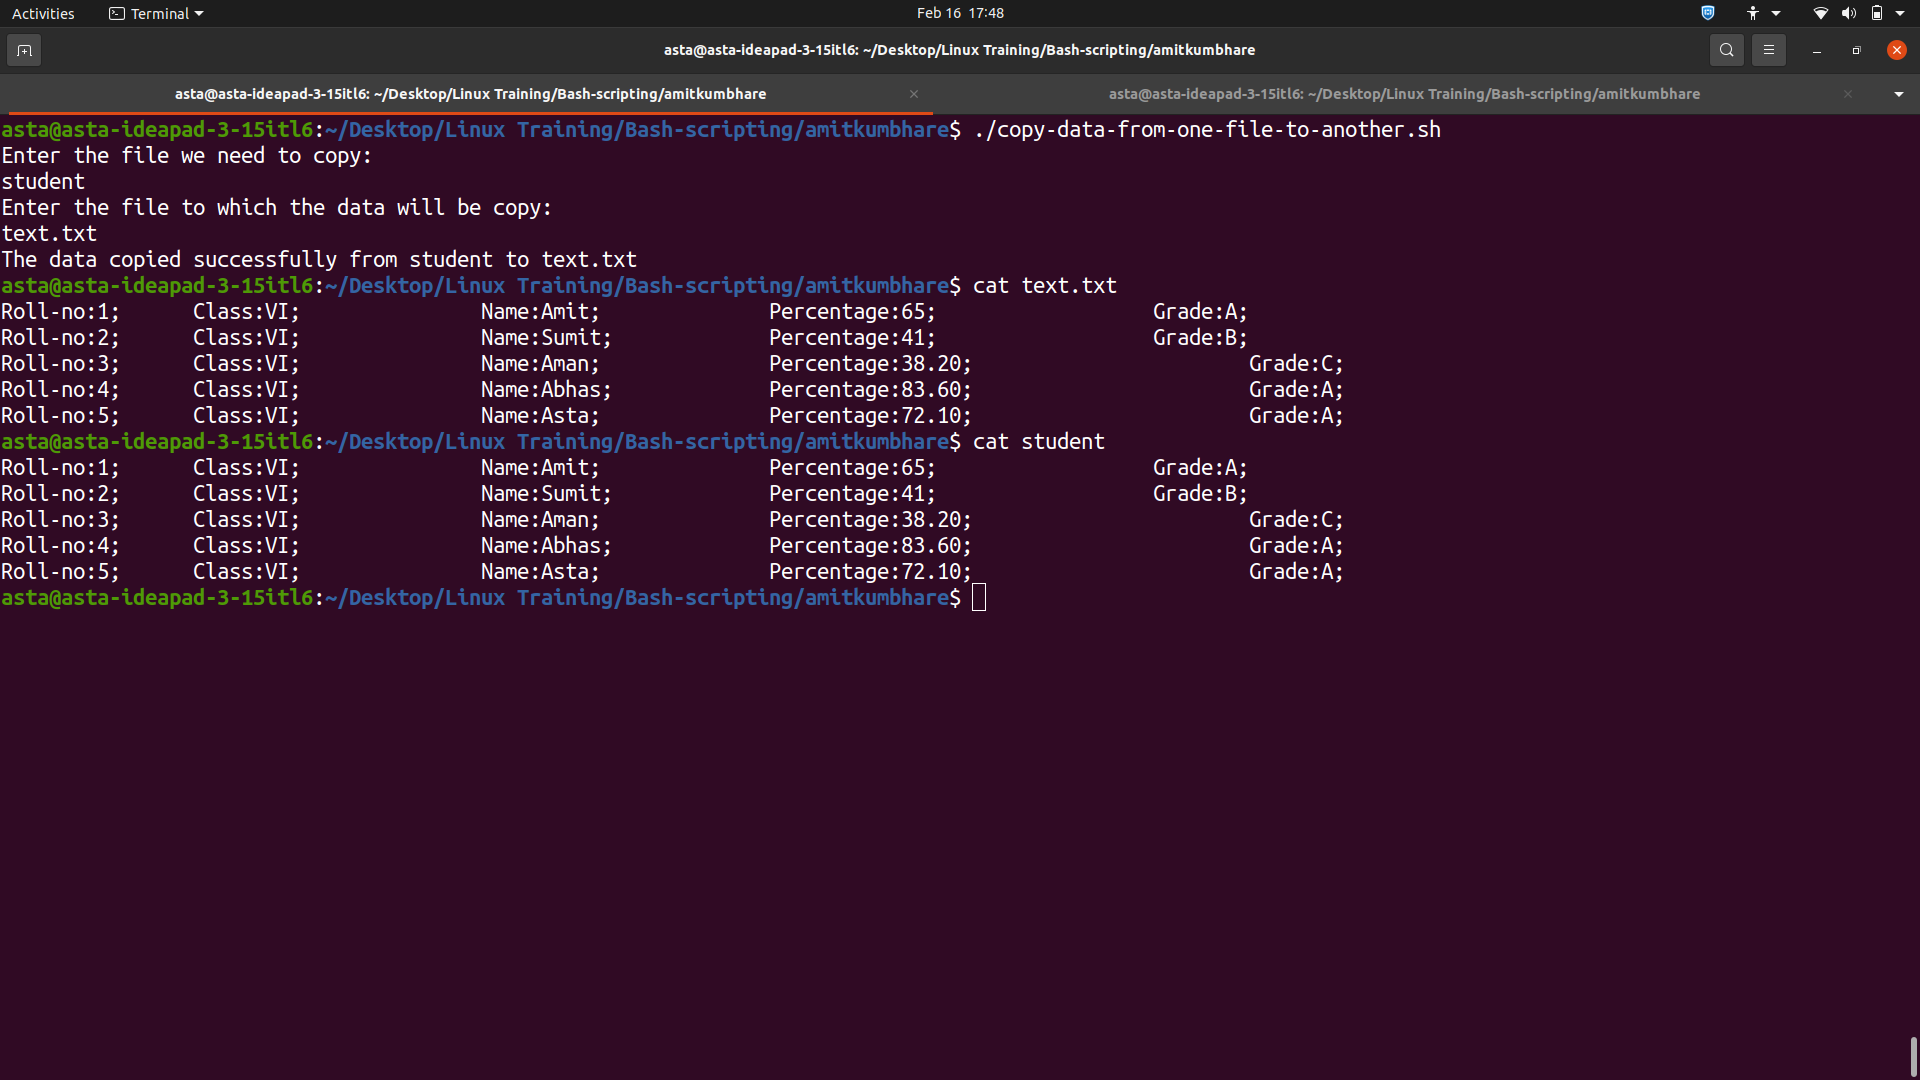 Activities Terminal Feb 16 17:48
asta@asta-ideapad-3-15itl6: ~/Desktop/Linux Training/Bash-scripting/amitkumbhare
asta@asta-ideapad-3-15itl6: ~/Desktop/Linux Training/Bash-scripting/amitkumbhare asta@asta-ideapad-3-15itl6: ~/Desktop/Linux Training/Bash-scripting/amitkumbhare
asta@asta-ideapad-3-15itl6:~/Desktop/Linux Training/Bash-scripting/amitkumbhare$ ./copy-data-from-one-file-to-another.sh
Enter the file we need to copy:
student
Enter the file to which the data will be copy:
text.txt
The data copied successfully from student to text.txt
asta@asta-ideapad-3-15itl6:~/Desktop/Linux Training/Bash-scripting/amitkumbhare$ cat text.txt
Roll-no:1; Class:VI; Name:Amit; Percentage:65; Grade:A;
Roll-no:2; Class:VI; Name:Sumit; Percentage:41; Grade:B;
Roll-no:3; Class:VI; Name:Aman; Percentage:38.20; Grade:C;
Roll-no:4; Class:VI; Name:Abhas; Percentage:83.60; Grade:A;
Roll-no:5; Class:VI; Name:Asta; Percentage:72.10; Grade:A;
asta@asta-ideapad-3-15itl6:~/Desktop/Linux Training/Bash-scripting/amitkumbhare$ cat student
Roll-no:1; Class:VI; Name:Amit; Percentage:65; Grade:A;
Roll-no:2; Class:VI; Name:Sumit; Percentage:41; Grade:B;
Roll-no:3; Class:VI; Name:Aman; Percentage:38.20; Grade:C;
Roll-no:4; Class:VI; Name:Abhas; Percentage:83.60; Grade:A;
Roll-no:5; Class:VI; Name:Asta; Percentage:72.10; Grade:A;
asta@asta-ideapad-3-15itl6:~/Desktop/Linux Training/Bash-scripting/amitkumbhare$